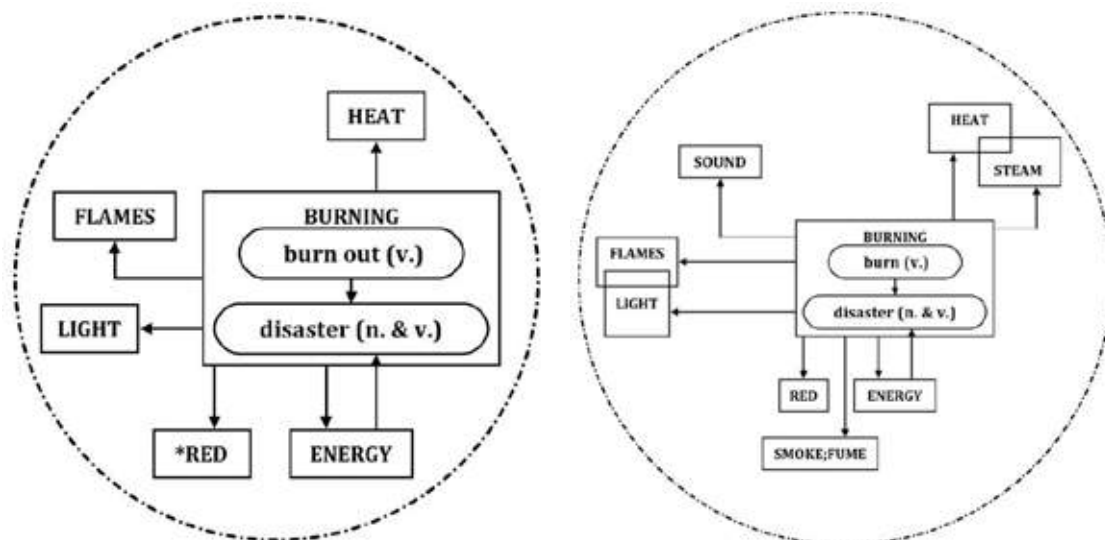 HEAT
FLAMES
BURNING
burn out (v.)
disaster (n. & v.)
LIGHT
*RED
ENERGY
HEAT
STEAM
SOUND
BURNING
FLAMES
burn (v.)
LIGHT
disaster (n. & v.)
RED
ENERGY
SMOKE;FUME